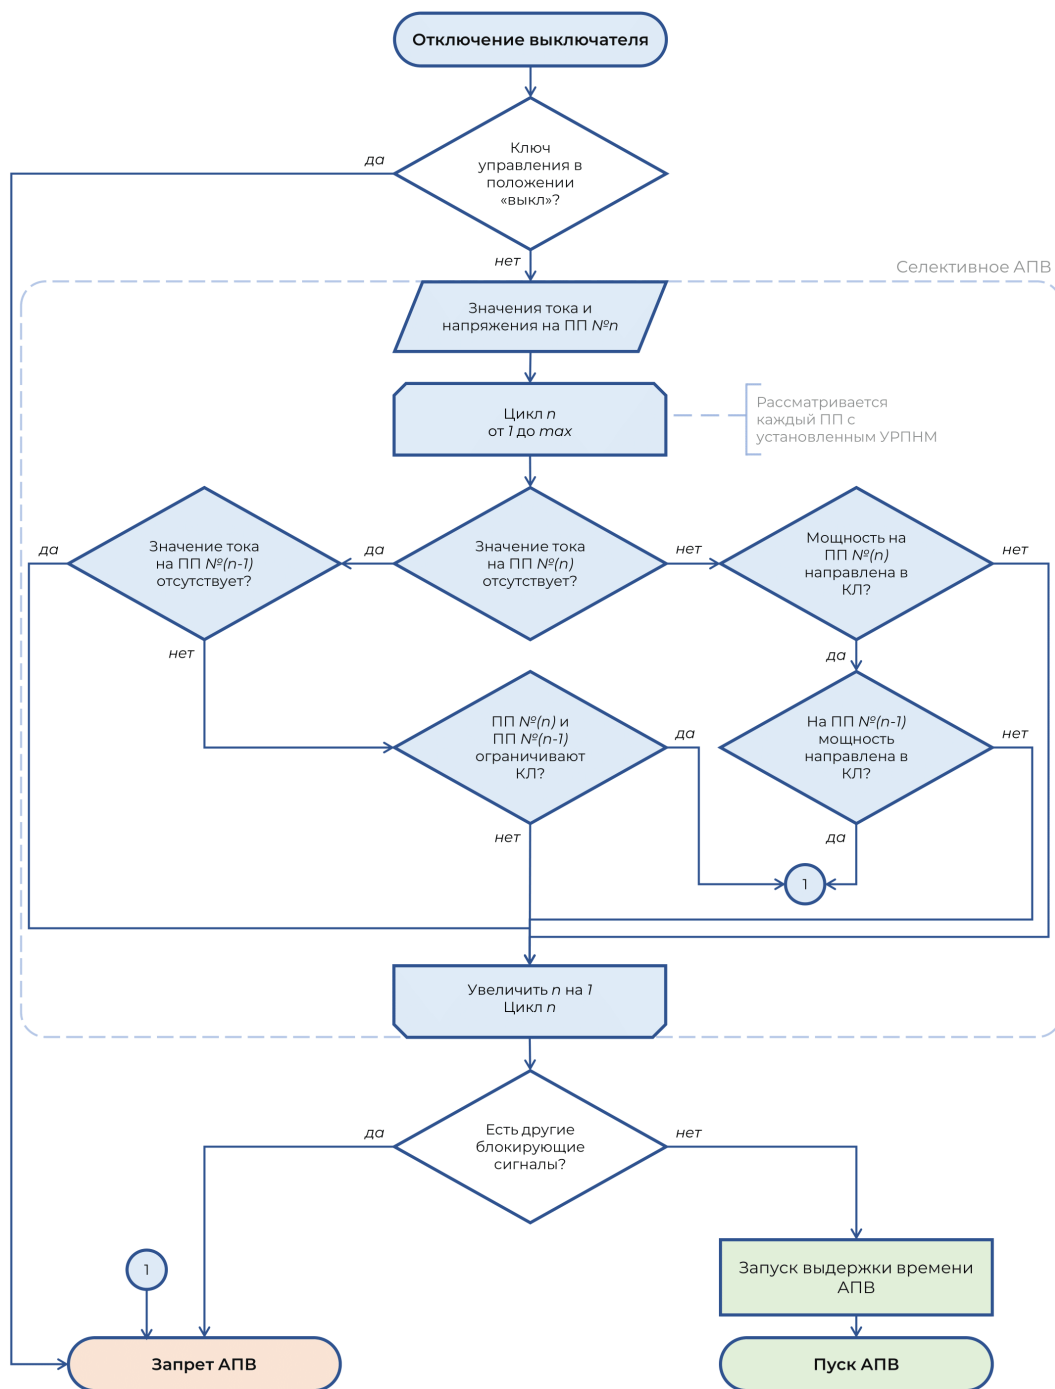 Отключение выключателя
Ключ
управления в
положении
«выкл»?
да
нет
Селективное АПВ
Значения тока и
напряжения на ПП №n
Цикл n
от 1 до max
Рассматривается
каждый ПП с
установленным УРПНМ
да
Значение тока
на ПП №(n-1)
отсутствует?
да
Значение тока
на ПП №(n)
отсутствует?
нет
Мощность на
ПП №(n)
направлена в
КЛ?
нет
нет
да
ПП №(n) и
ПП №(n-1)
ограничивают
КЛ?
да
На ПП №(n-1)
мощность
направлена в
КЛ?
нет
нет
да
1
Увеличить n на 1
Цикл n
да
Есть другие
блокирующие
сигналы?
нет
1
Запуск выдержки времени
АПВ
Запрет АПВ
Пуск АПВ